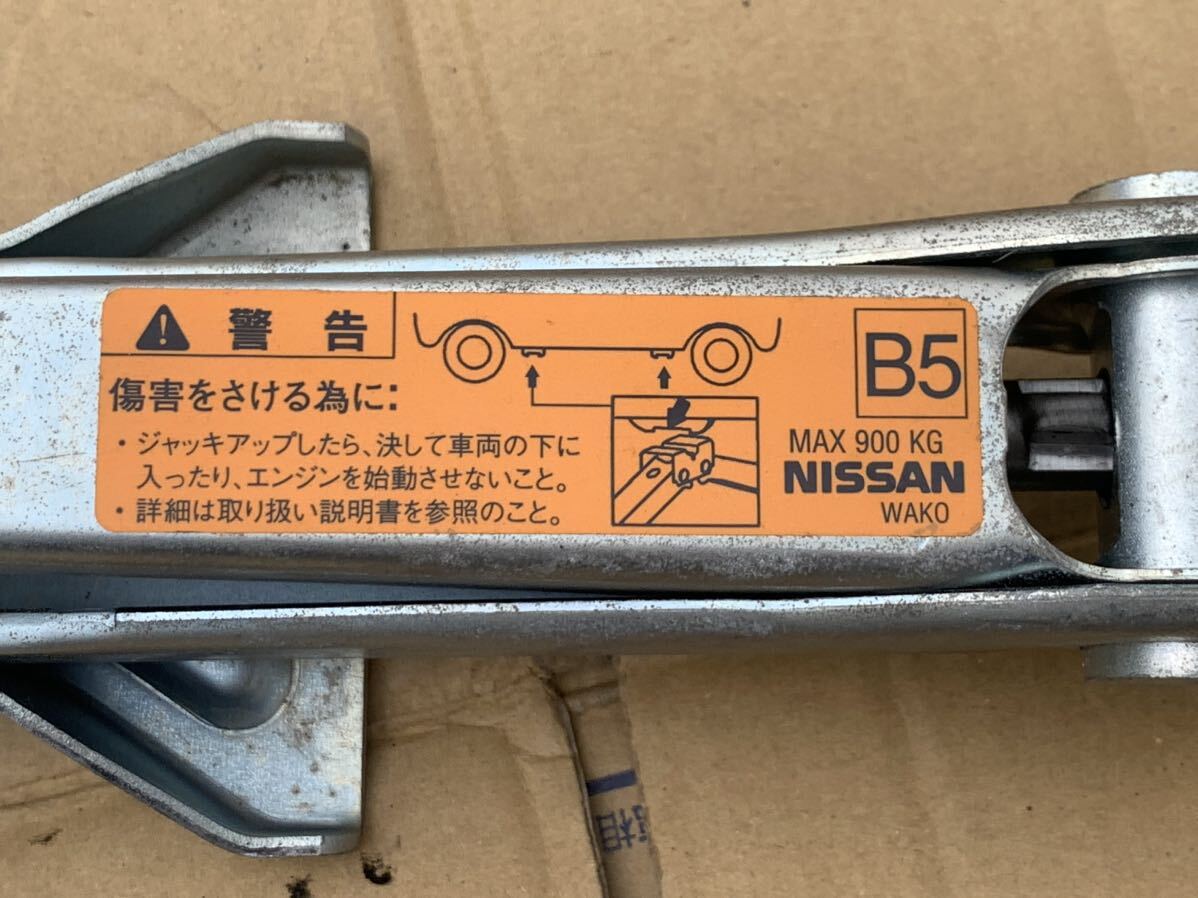 警告
傷害をさける為に:
・ジャッキアップしたら、決して車両の下に
入ったり、エンジンを始動させないこと。
・詳細は取り扱い説明書を参照のこと。
B5
MAX 900 KG
NISSAN
WAKO